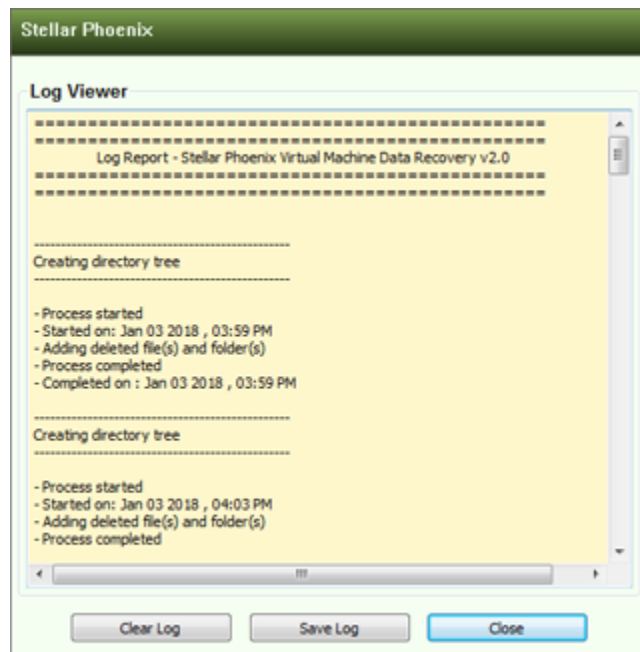 Stellar Phoenix
Log Viewer
==================================================
==================================================
Log Report - Stellar Phoenix Virtual Machine Data Recovery v2.0
==================================================
==================================================
--------------------------------------------------
Creating directory tree
--------------------------------------------------
- Process started
- Started on: Jan 03 2018 , 03:59 PM
- Adding deleted file(s) and folder(s)
- Process completed
- Completed on : Jan 03 2018 , 03:59 PM
--------------------------------------------------
Creating directory tree
--------------------------------------------------
- Process started
- Started on: Jan 03 2018 , 04:03 PM
- Adding deleted file(s) and folder(s)
- Process completed
Clear Log
Save Log
Close